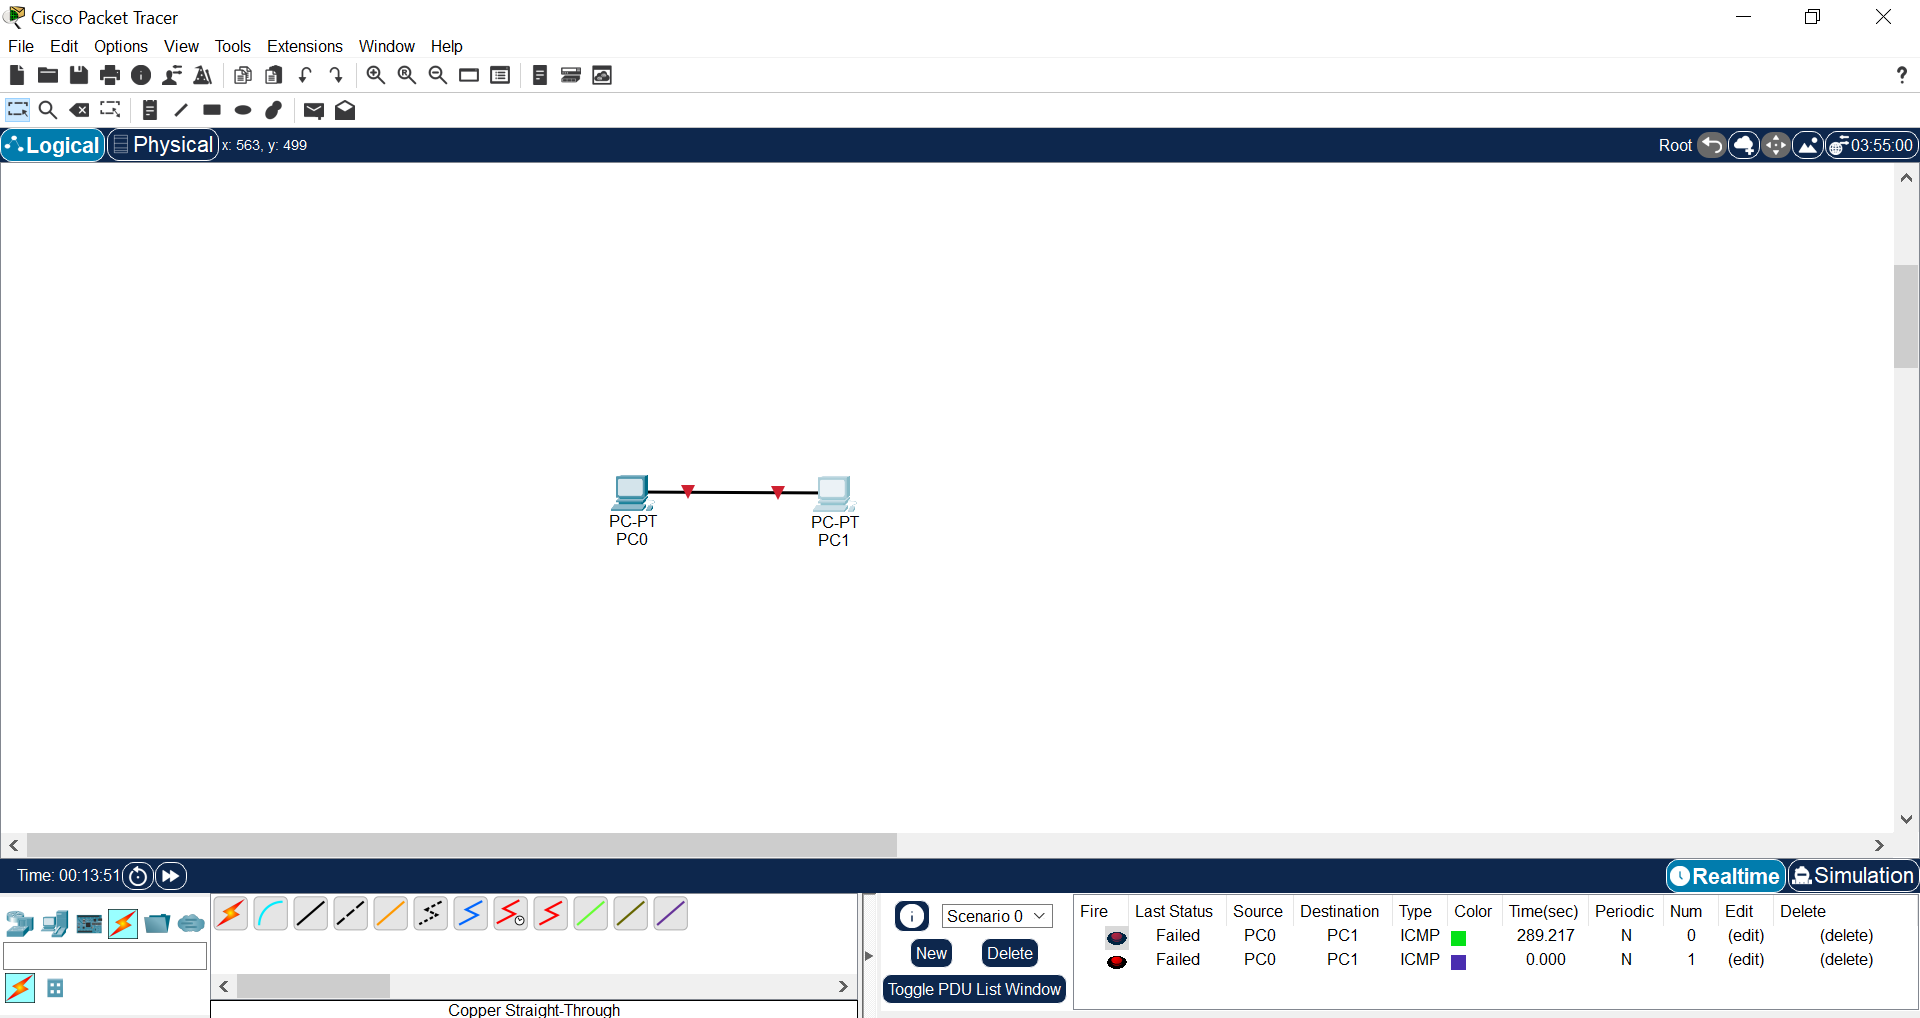 Cisco Packet Tracer
File Edit Options View Tools Extensions Window Help
?
Logical Physical x: 563, y: 499 Root 03:55:00
PC-PT PC-PT
PC0 PC1
Time: 00:13:51 Realtime Simulation
Scenario 0
New Delete
Toggle PDU List Window
Fire Last Status Source Destination Type Color Time(sec) Periodic Num Edit Delete
Failed PC0 PC1 ICMP 289.217 N 0 (edit) (delete)
Failed PC0 PC1 ICMP 0.000 N 1 (edit) (delete)
Copper Straight-Through